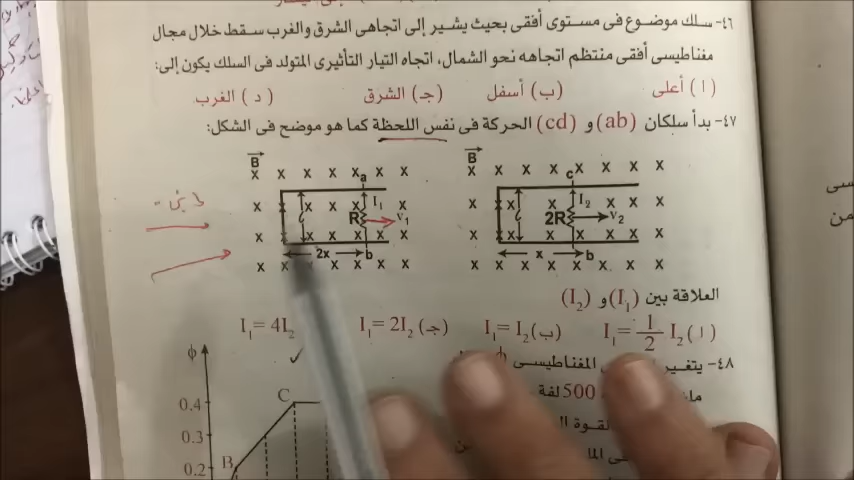 ٤٦- سلك موضوع فى مستوى أفقى بحيث يشير إلى اتجاهى الشرق والغرب سقط خلال مجال
مغناطيسى أفقى منتظم اتجاهه نحو الشمال، اتجاه التيار التأثيرى المتولد فى السلك يكون إلى:
( أ ) أعلى (ب) أسفل (جـ) الشرق (د) الغرب
٤٧- بدأ سلكان (ab) و (cd) الحركة فى نفس اللحظة كما هو موضح فى الشكل:
B
x x x x x a x x
x x x x x I1 x x
ℓ R v1
x x x x x x x
2x b
x x x x x x x
B
x x x x c x x x x
x x x x I2 x x x
ℓ 2R v2
x x x x x x x x
x b
x x x x x x x x
العلاقة بين (I1) و (I2)
( أ ) I1 = 1/2 I2 (ب) I1 = I2 (جـ) I1 = 2I2 I1 = 4I2
٤٨- يتغير المغناطيسى
500 لفة
القوة
ϕ
0.4
0.3
0.2
C
B
سى
من